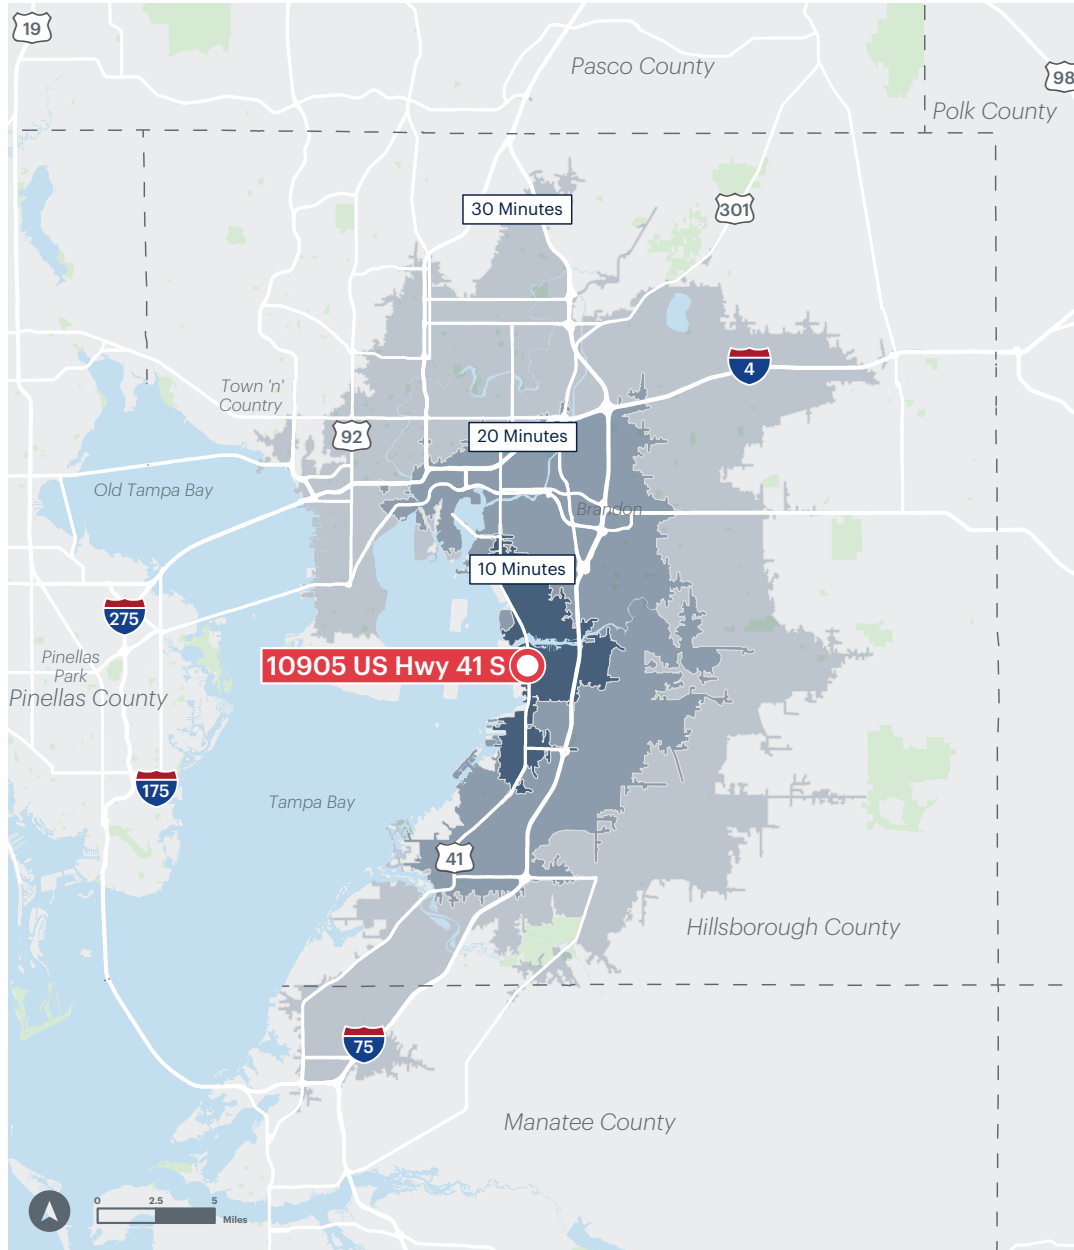 19
Pasco County
98
Polk County
30 Minutes
301
4
Town 'n'
Country
92
20 Minutes
Old Tampa Bay
Brandon
10 Minutes
275
Pinellas
Park
10905 US Hwy 41 S
Pinellas County
175
Tampa Bay
41
Hillsborough County
75
Manatee County
0 2.5 5
Miles